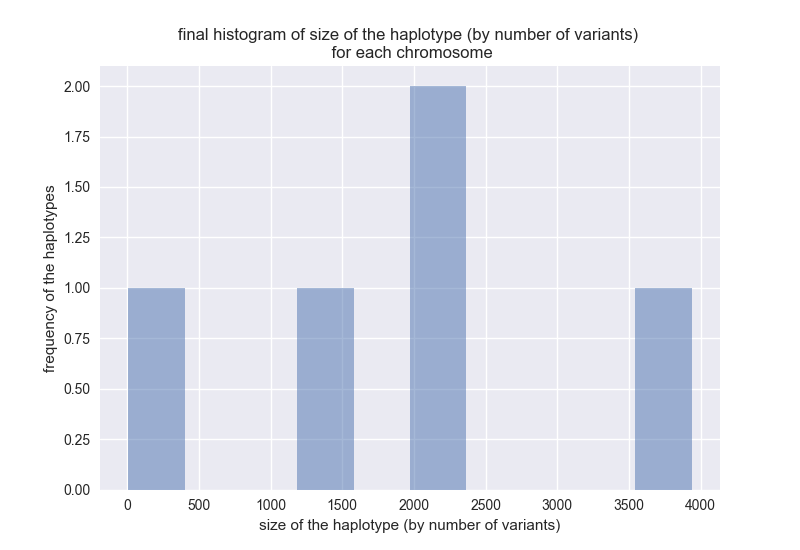 final histogram of size of the haplotype (by number of variants)
for each chromosome
frequency of the haplotypes
2.00
1.75
1.50
1.25
1.00
0.75
0.50
0.25
0.00
0 500 1000 1500 2000 2500 3000 3500 4000
size of the haplotype (by number of variants)